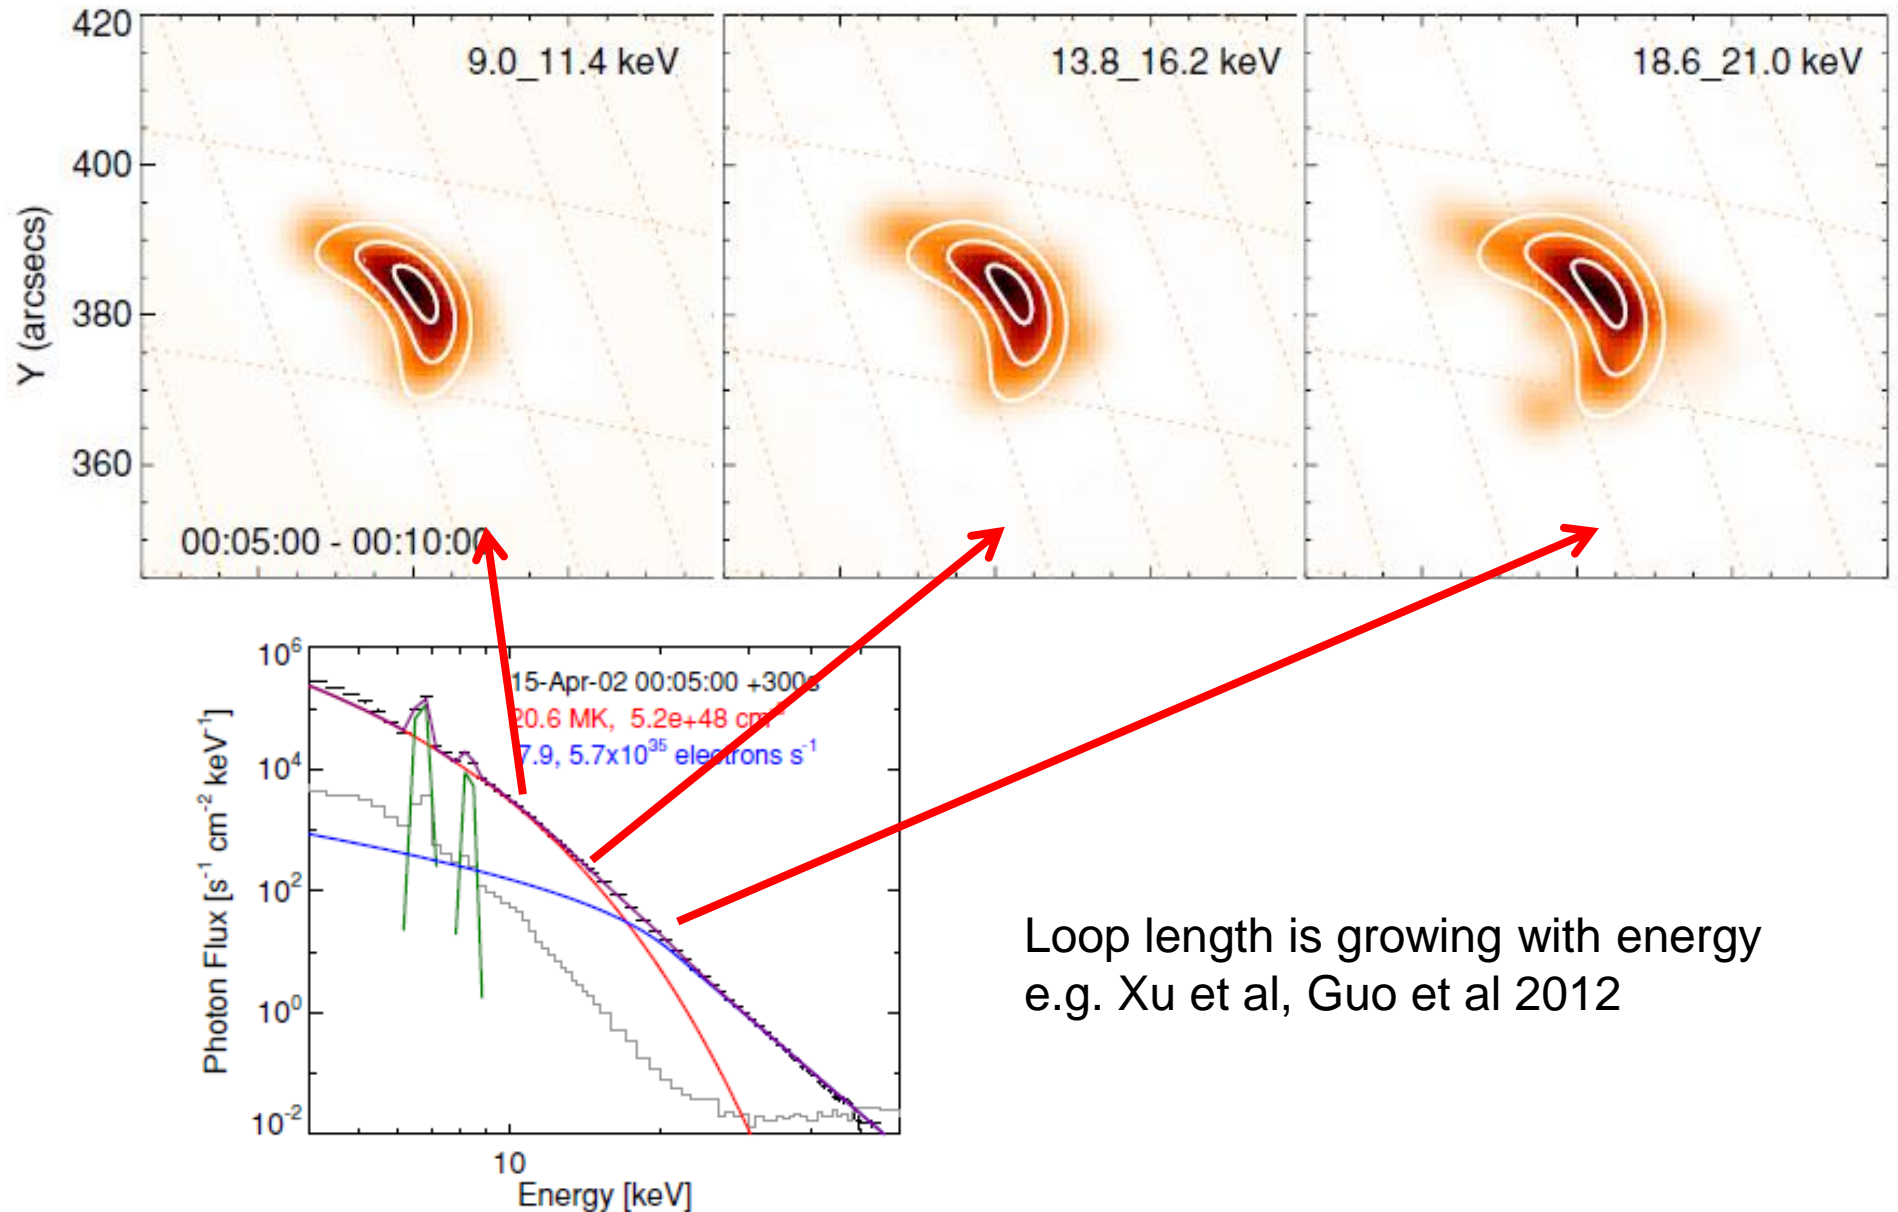 420
400
380
360
Y (arcsecs)
9.0_11.4 keV
13.8_16.2 keV
18.6_21.0 keV
00:05:00 - 00:10:00
10⁶
10⁴
10²
10⁰
10⁻²
Photon Flux [s⁻¹ cm⁻² keV⁻¹]
15-Apr-02 00:05:00 +300s
20.6 MK, 5.2e+48
7.9, 5.7x10³⁵ electrons s⁻¹
10
Energy [keV]
Loop length is growing with energy
e.g. Xu et al, Guo et al 2012